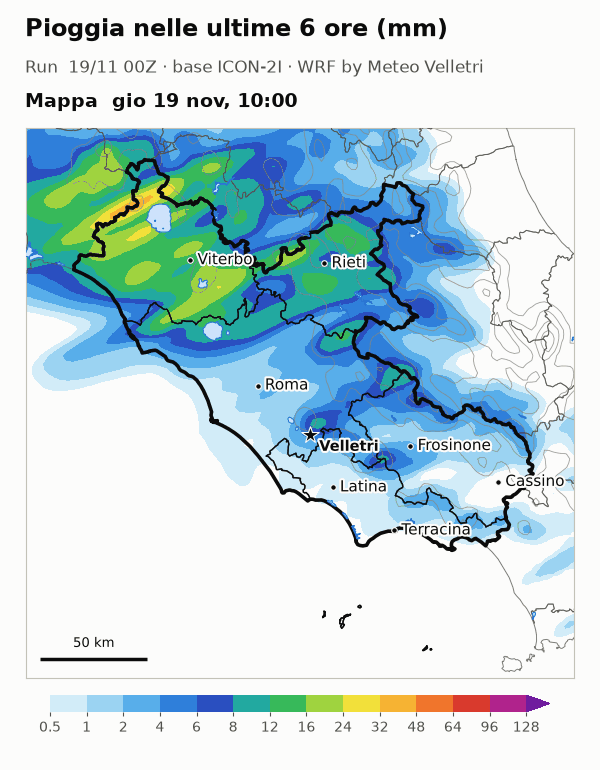 Pioggia nelle ultime 6 ore (mm)
Run  19/11 00Z · base ICON-2I · WRF by Meteo Velletri
Mappa  gio 19 nov, 10:00
Viterbo
Rieti
Roma
Velletri
Frosinone
Cassino
Latina
Terracina
50 km
0.5 1 2 4 6 8 12 16 24 32 48 64 96 128